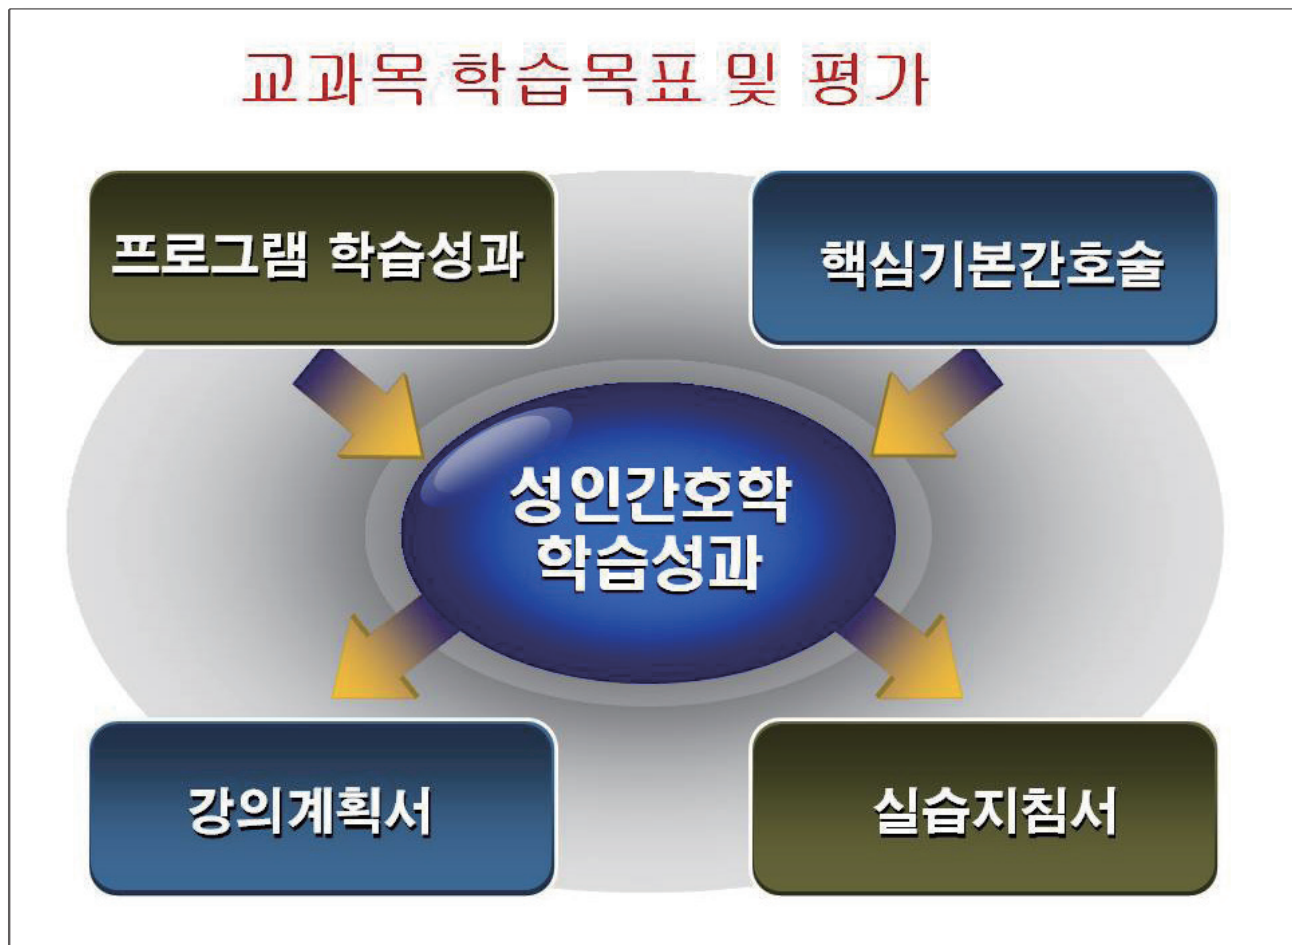 교과목 학습목표 및 평가
프로그램 학습성과
핵심기본간호술
성인간호학
학습성과
강의계획서
실습지침서